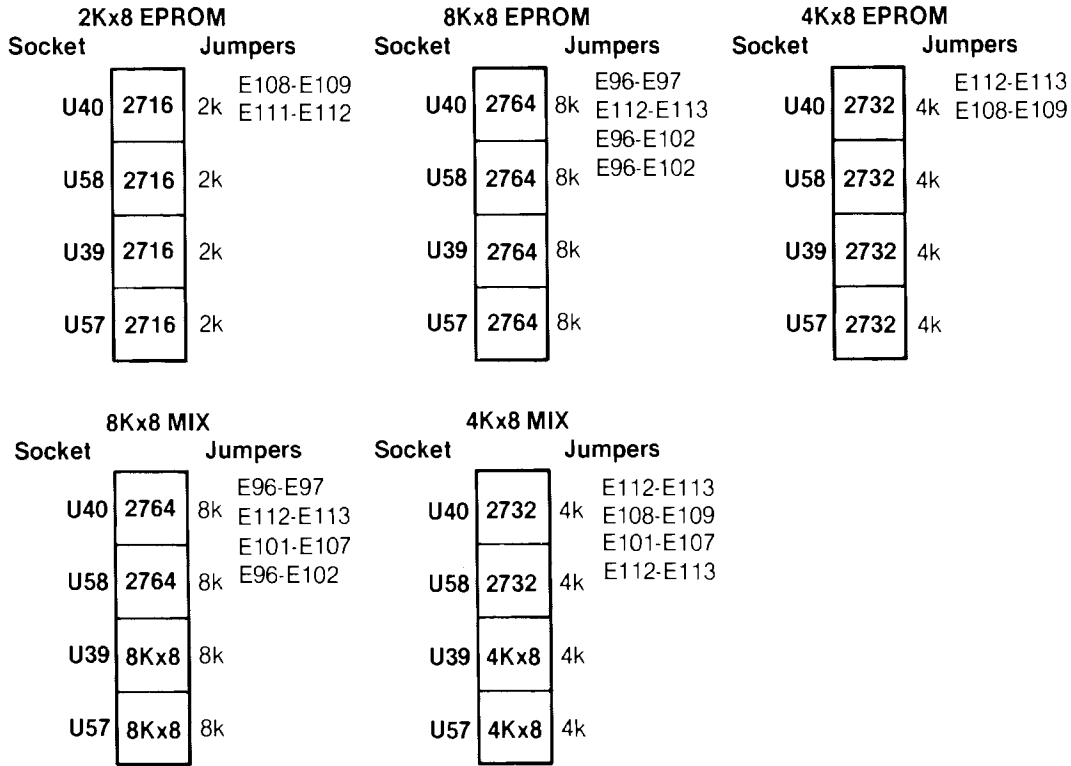 2Kx8 EPROM
Socket Jumpers
U40 2716 2k E108-E109
E111-E112
U58 2716 2k
U39 2716 2k
U57 2716 2k
8Kx8 EPROM
Socket Jumpers
U40 2764 8k E96-E97
E112-E113
E96-E102
E96-E102
U58 2764 8k
U39 2764 8k
U57 2764 8k
4Kx8 EPROM
Socket Jumpers
U40 2732 4k E112-E113
E108-E109
U58 2732 4k
U39 2732 4k
U57 2732 4k
8Kx8 MIX
Socket Jumpers
U40 2764 8k E96-E97
E112-E113
E101-E107
E96-E102
U58 2764 8k
U39 8Kx8 8k
U57 8Kx8 8k
4Kx8 MIX
Socket Jumpers
U40 2732 4k E112-E113
E108-E109
E101-E107
E112-E113
U58 2732 4k
U39 4Kx8 4k
U57 4Kx8 4k